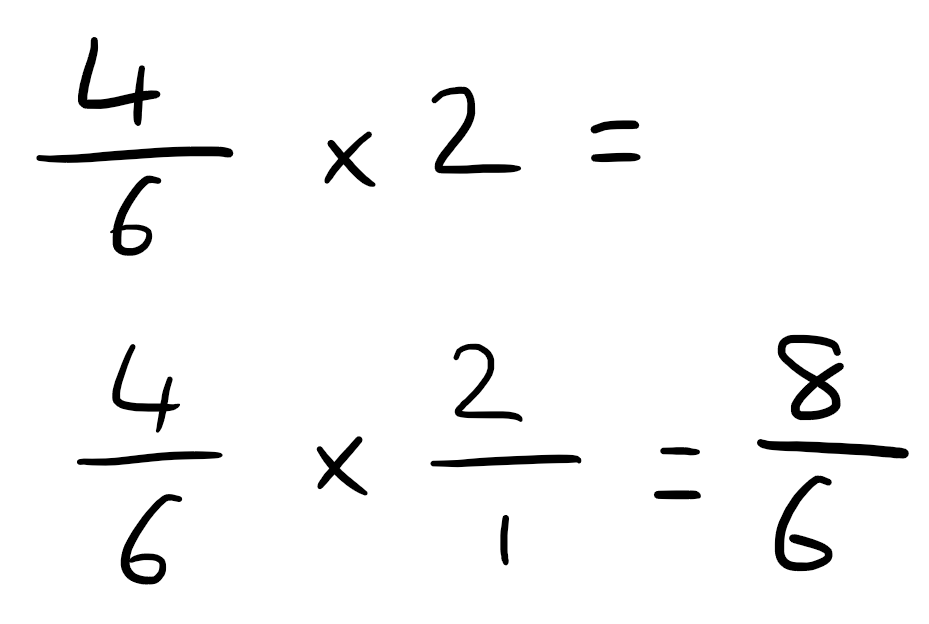 4/6 × 2 =
4/6 × 2/1 = 8/6